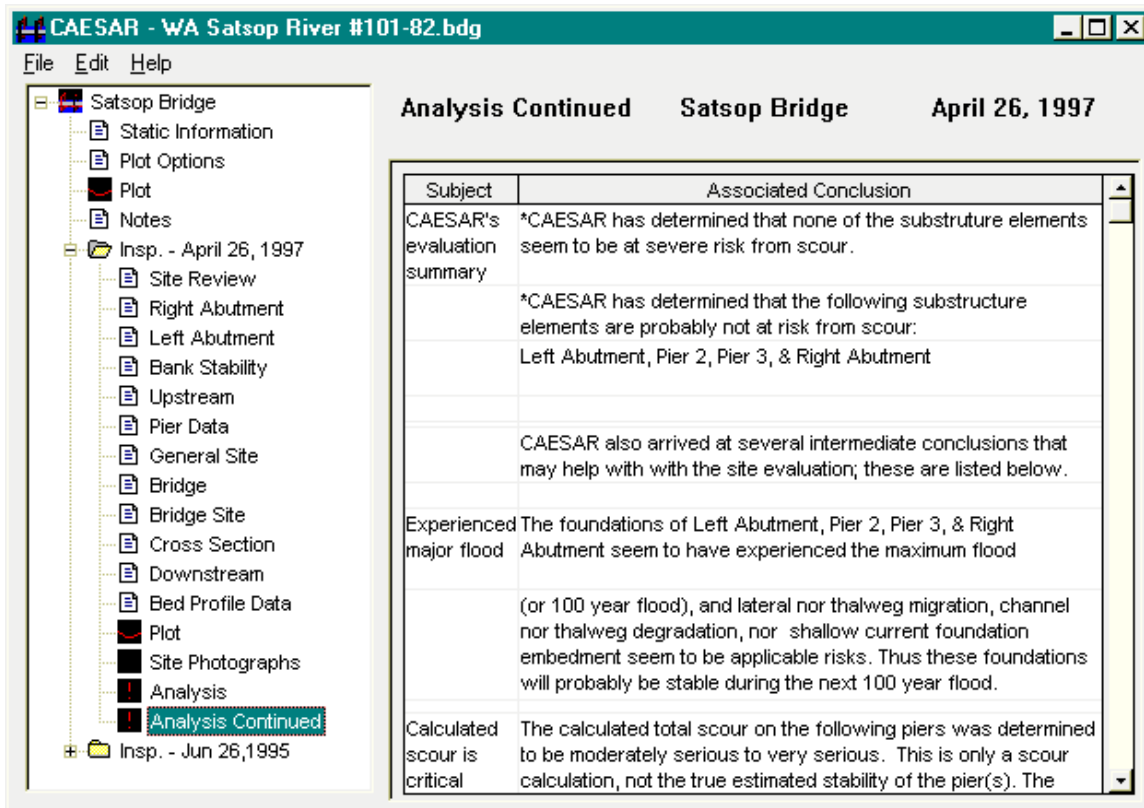 CAESAR - WA Satsop River #101-82.bdg
File Edit Help
Satsop Bridge
Static Information
Plot Options
Plot
Notes
Insp. - April 26, 1997
Site Review
Right Abutment
Left Abutment
Bank Stability
Upstream
Pier Data
General Site
Bridge
Bridge Site
Cross Section
Downstream
Bed Profile Data
Plot
Site Photographs
Analysis
Analysis Continued
Insp. - Jun 26,1995
Analysis Continued Satsop Bridge April 26, 1997
Subject Associated Conclusion
CAESAR's *CAESAR has determined that none of the substruture elements
evaluation seem to be at severe risk from scour.
summary
*CAESAR has determined that the following substructure
elements are probably not at risk from scour:
Left Abutment, Pier 2, Pier 3, & Right Abutment
CAESAR also arrived at several intermediate conclusions that
may help with with the site evaluation; these are listed below.
Experienced The foundations of Left Abutment, Pier 2, Pier 3, & Right
major flood Abutment seem to have experienced the maximum flood
(or 100 year flood), and lateral nor thalweg migration, channel
nor thalweg degradation, nor shallow current foundation
embedment seem to be applicable risks. Thus these foundations
will probably be stable during the next 100 year flood.
Calculated The calculated total scour on the following piers was determined
scour is to be moderately serious to very serious. This is only a scour
critical calculation, not the true estimated stability of the pier(s). The